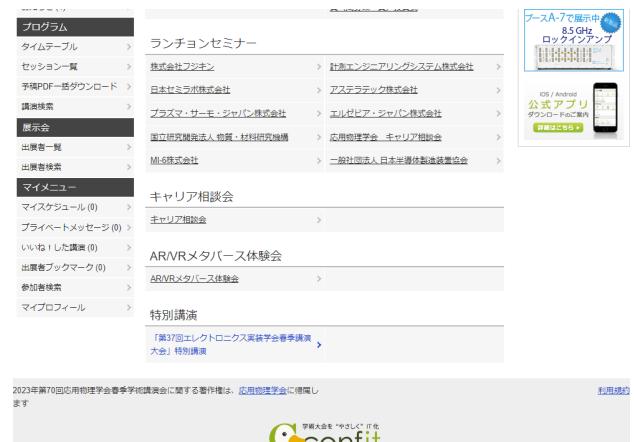 プログラム
タイムテーブル
セッション一覧
予稿PDF一括ダウンロード
講演検索
展示会
出展者一覧
出展者検索
マイメニュー
マイスケジュール (0)
プライベートメッセージ (0)
いいね！した講演 (0)
出展者ブックマーク (0)
参加者検索
マイプロフィール
ランチョンセミナー
株式会社フジキン
計測エンジニアリングシステム株式会社
日本セミラボ株式会社
アステラテック株式会社
プラズマ・サーモ・ジャパン株式会社
エルゼビア・ジャパン株式会社
国立研究開発法人 物質・材料研究機構
応用物理学会　キャリア相談会
MI-6株式会社
一般社団法人 日本半導体製造装置協会
キャリア相談会
キャリア相談会
AR/VRメタバース体験会
AR/VRメタバース体験会
特別講演
「第37回エレクトロニクス実装学会春季講演
大会」特別講演
ブースA-7で展示中
8.5 GHz
ロックインアンプ
iOS / Android
公式アプリ
ダウンロードのご案内
詳細はこちら
2023年第70回応用物理学会春季学術講演会に関する著作権は、応用物理学会に帰属し
ます
利用規約
学術大会を "やさしく" IT化
confit